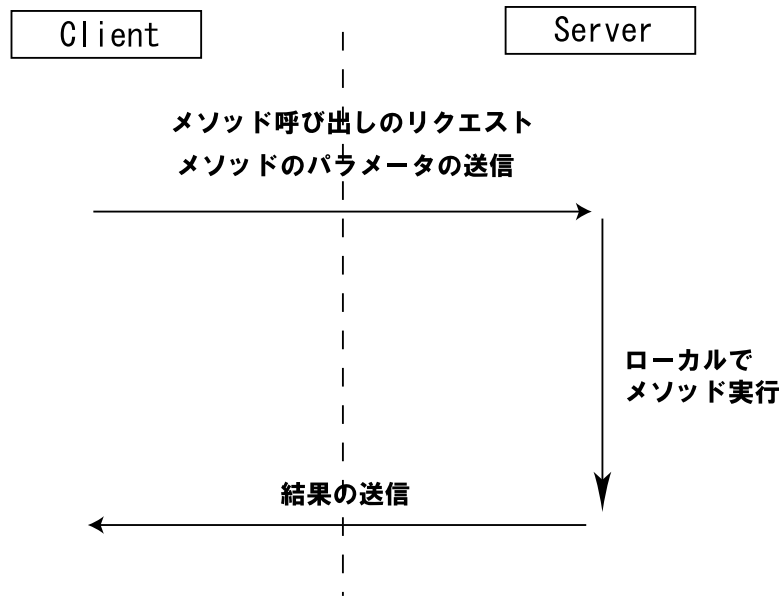 Client
Server
メソッド呼び出しのリクエスト
メソッドのパラメータの送信
ローカルで
メソッド実行
結果の送信